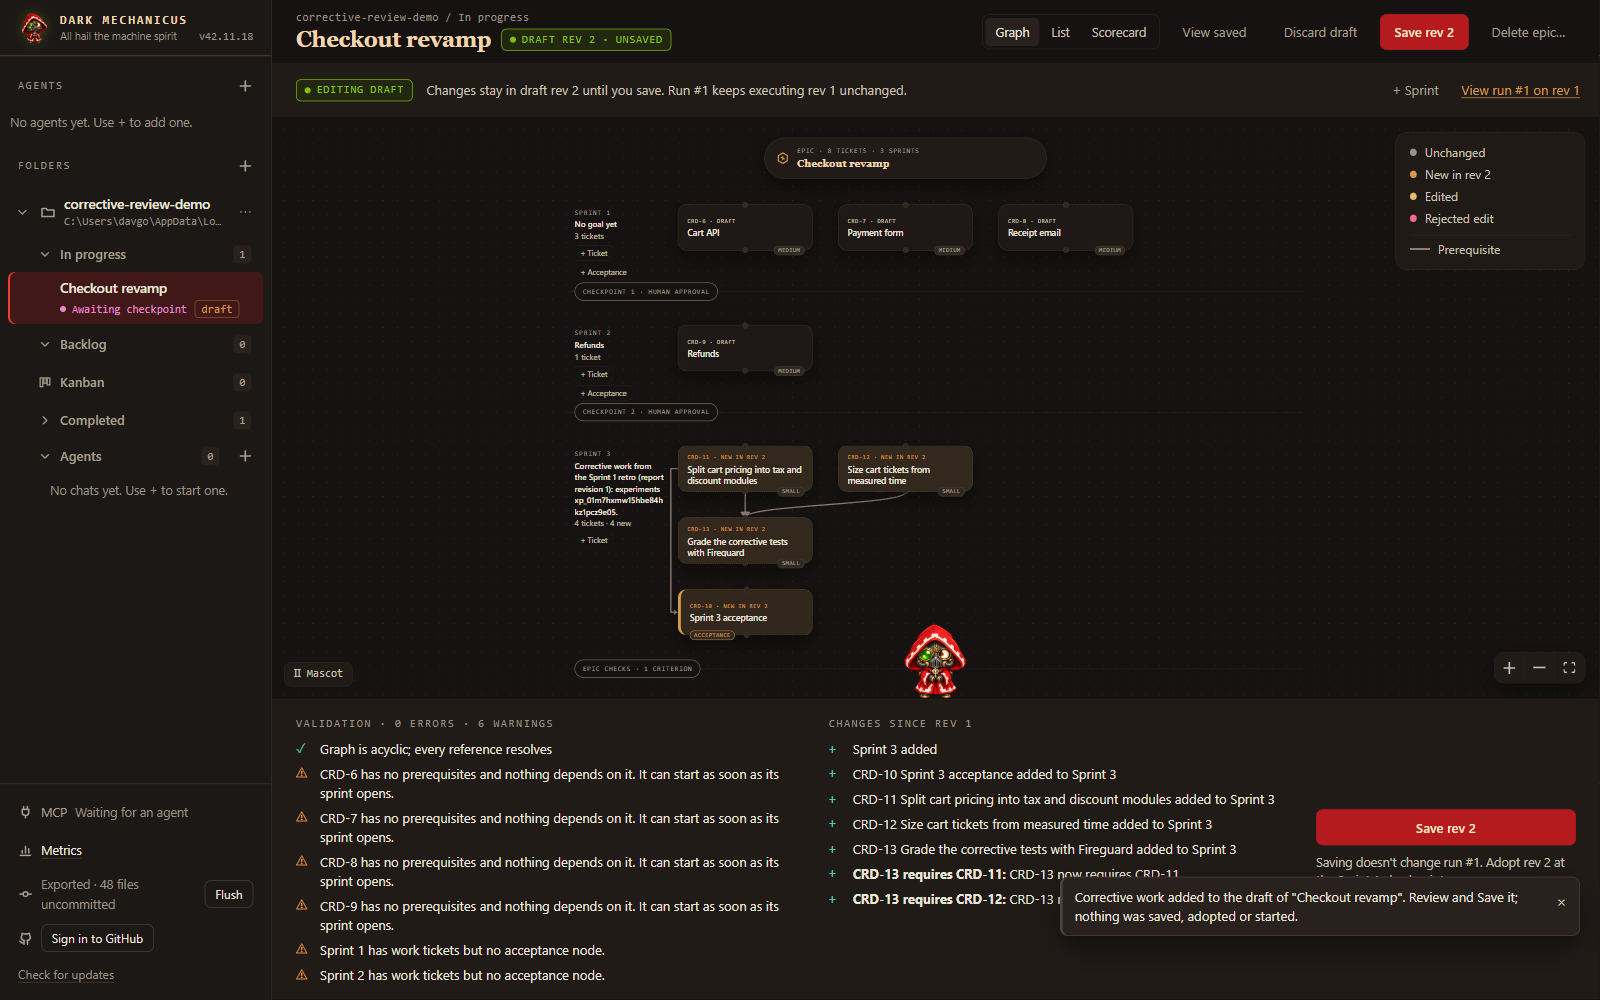 DARK MECHANICUS
All hail the machine spirit v42.11.18
AGENTS
No agents yet. Use + to add one.
FOLDERS
corrective-review-demo
C:\Users\davgo\AppData\Lo...
In progress 1
Checkout revamp
Awaiting checkpoint draft
Backlog 0
Kanban 0
Completed 1
Agents 0
No chats yet. Use + to start one.
MCP Waiting for an agent
Metrics
Exported · 48 files
uncommitted
Flush
Sign in to GitHub
Check for updates
corrective-review-demo / In progress
Checkout revamp
DRAFT REV 2 · UNSAVED
Graph List Scorecard
View saved
Discard draft
Save rev 2
Delete epic...
EDITING DRAFT
Changes stay in draft rev 2 until you save. Run #1 keeps executing rev 1 unchanged.
+ Sprint
View run #1 on rev 1
EPIC · 8 TICKETS · 3 SPRINTS
Checkout revamp
Unchanged
New in rev 2
Edited
Rejected edit
Prerequisite
SPRINT 1
No goal yet
3 tickets
+ Ticket
+ Acceptance
CRD-6 · DRAFT
Cart API
MEDIUM
CRD-7 · DRAFT
Payment form
MEDIUM
CRD-8 · DRAFT
Receipt email
MEDIUM
CHECKPOINT 1 · HUMAN APPROVAL
SPRINT 2
Refunds
1 ticket
+ Ticket
+ Acceptance
CRD-9 · DRAFT
Refunds
MEDIUM
CHECKPOINT 2 · HUMAN APPROVAL
SPRINT 3
Corrective work from
the Sprint 1 retro (report
revision 1): experiments
xp_01m7hxmw15hbe84h
kz1pcz9e05.
4 tickets · 4 new
+ Ticket
CRD-11 · NEW IN REV 2
Split cart pricing into tax and
discount modules
SMALL
CRD-12 · NEW IN REV 2
Size cart tickets from
measured time
SMALL
CRD-13 · NEW IN REV 2
Grade the corrective tests
with Fireguard
SMALL
CRD-10 · NEW IN REV 2
Sprint 3 acceptance
ACCEPTANCE
EPIC CHECKS · 1 CRITERION
Mascot
VALIDATION · 0 ERRORS · 6 WARNINGS
Graph is acyclic; every reference resolves
CRD-6 has no prerequisites and nothing depends on it. It can start as soon as its
sprint opens.
CRD-7 has no prerequisites and nothing depends on it. It can start as soon as its
sprint opens.
CRD-8 has no prerequisites and nothing depends on it. It can start as soon as its
sprint opens.
CRD-9 has no prerequisites and nothing depends on it. It can start as soon as its
sprint opens.
Sprint 1 has work tickets but no acceptance node.
Sprint 2 has work tickets but no acceptance node.
CHANGES SINCE REV 1
+ Sprint 3 added
+ CRD-10 Sprint 3 acceptance added to Sprint 3
+ CRD-11 Split cart pricing into tax and discount modules added to Sprint 3
+ CRD-12 Size cart tickets from measured time added to Sprint 3
+ CRD-13 Grade the corrective tests with Fireguard added to Sprint 3
+ CRD-13 requires CRD-11: CRD-13 now requires CRD-11
+ CRD-13 requires CRD-12: CRD-13
Save rev 2
Saving doesn't change run #1. Adopt rev 2 at
Corrective work added to the draft of "Checkout revamp". Review and Save it;
nothing was saved, adopted or started.